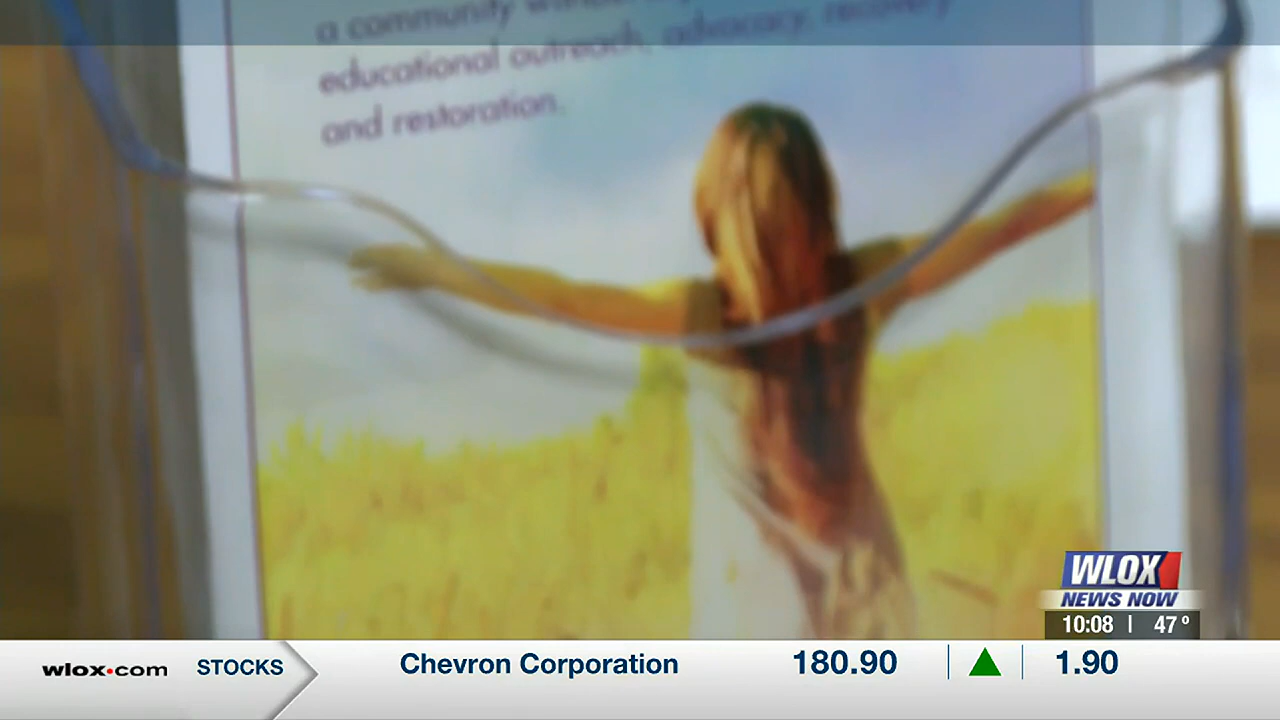 a community
educational outreach, advocacy, recovery
and restoration.
WLOX
NEWS NOW
10:08 | 47°
wlox.com STOCKS Chevron Corporation 180.90 ▲ 1.90